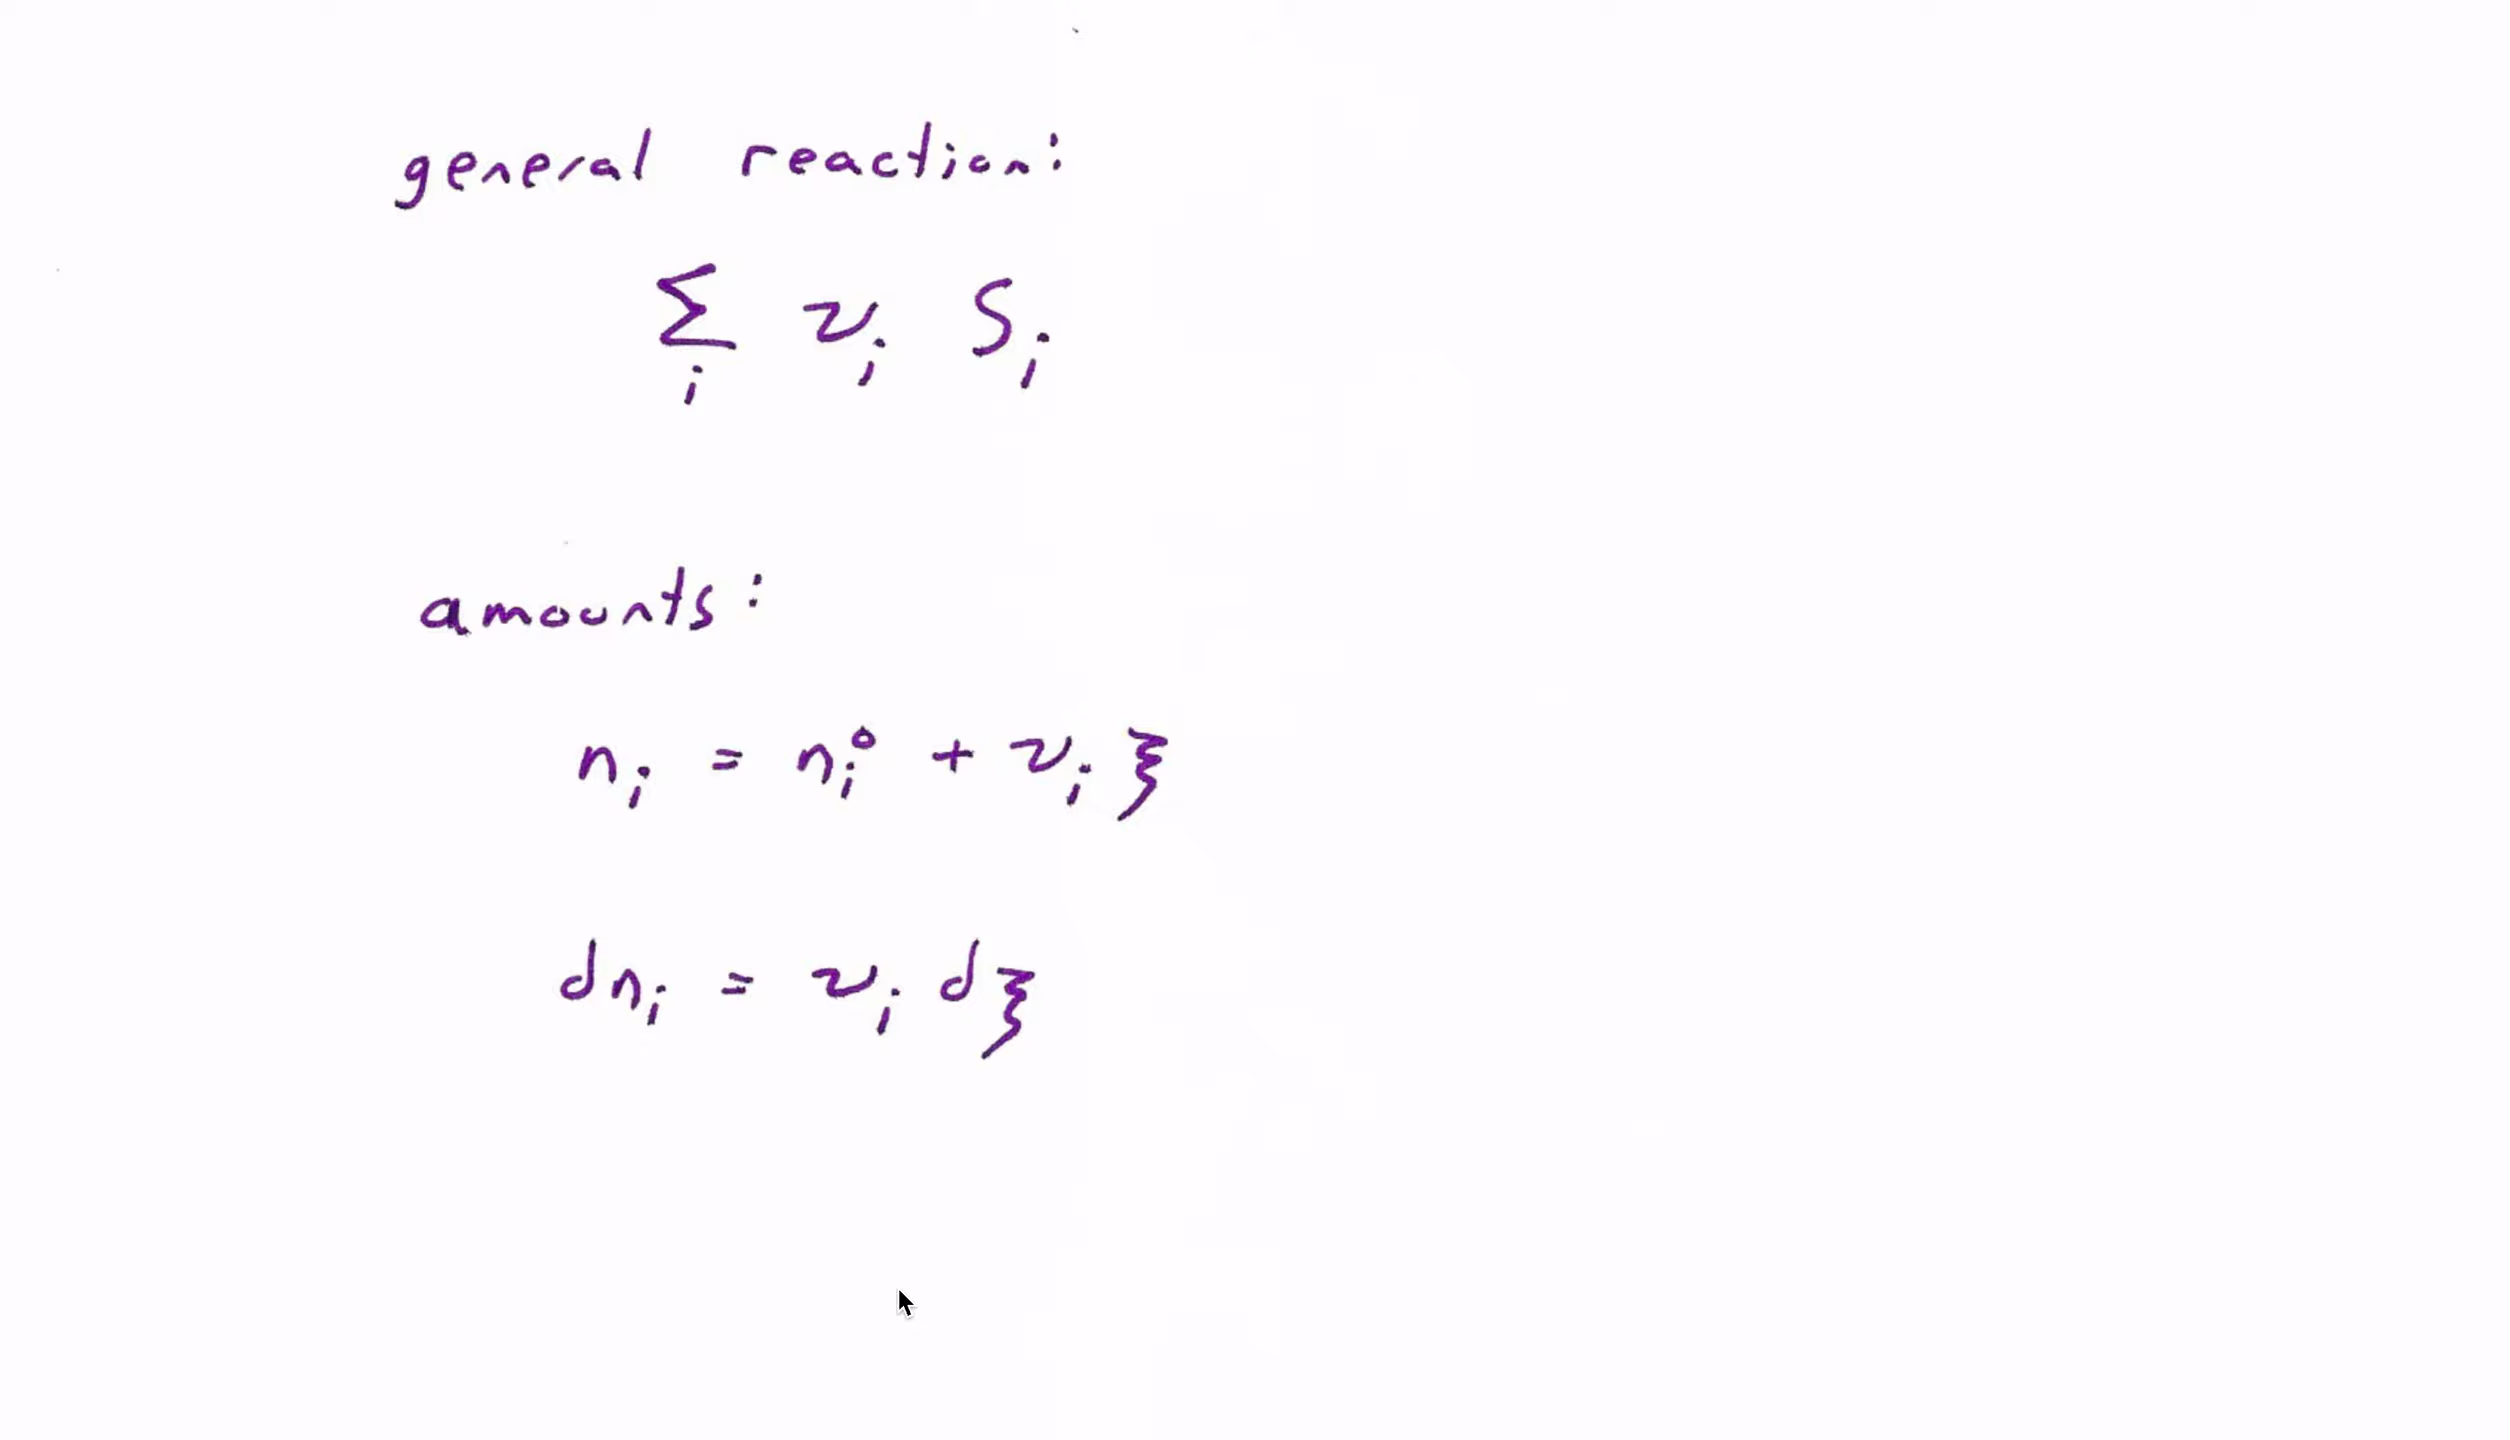 general reaction:
∑ᵢ νᵢ Sᵢ
amounts:
nᵢ = nᵢ° + νᵢ ξ
dnᵢ = νᵢ dξ